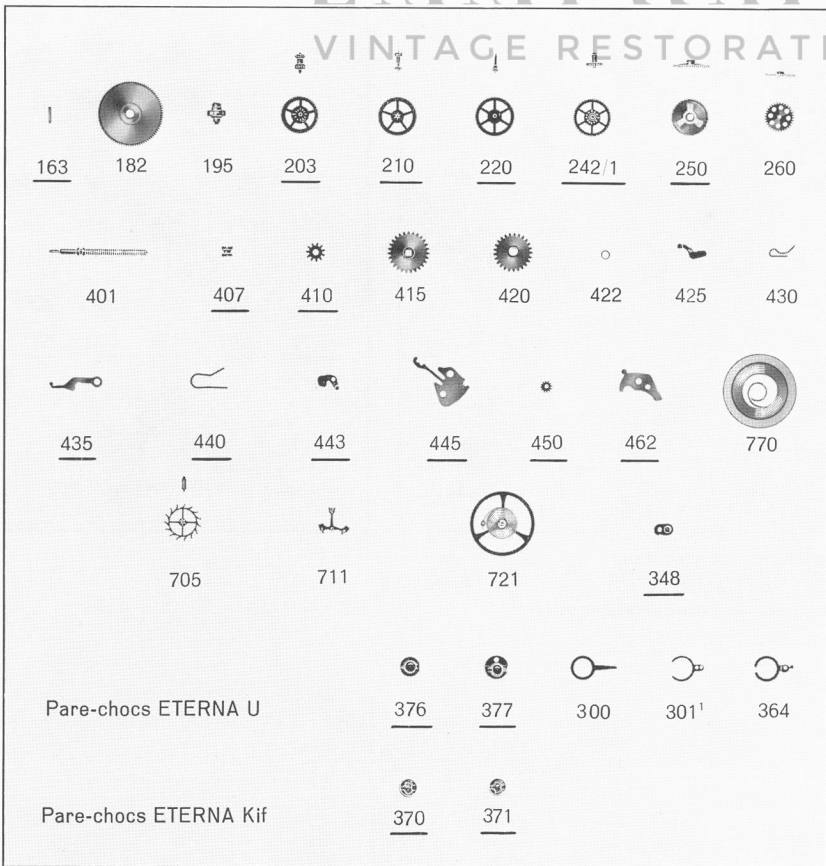 VINTAGE RESTORATI
163 182 195 203 210 220 242/1 250 260
401 407 410 415 420 422 425 430
435 440 443 445 450 462 770
705 711 721 348
Pare-chocs ETERNA U 376 377 300 301¹ 364
Pare-chocs ETERNA Kif 370 371